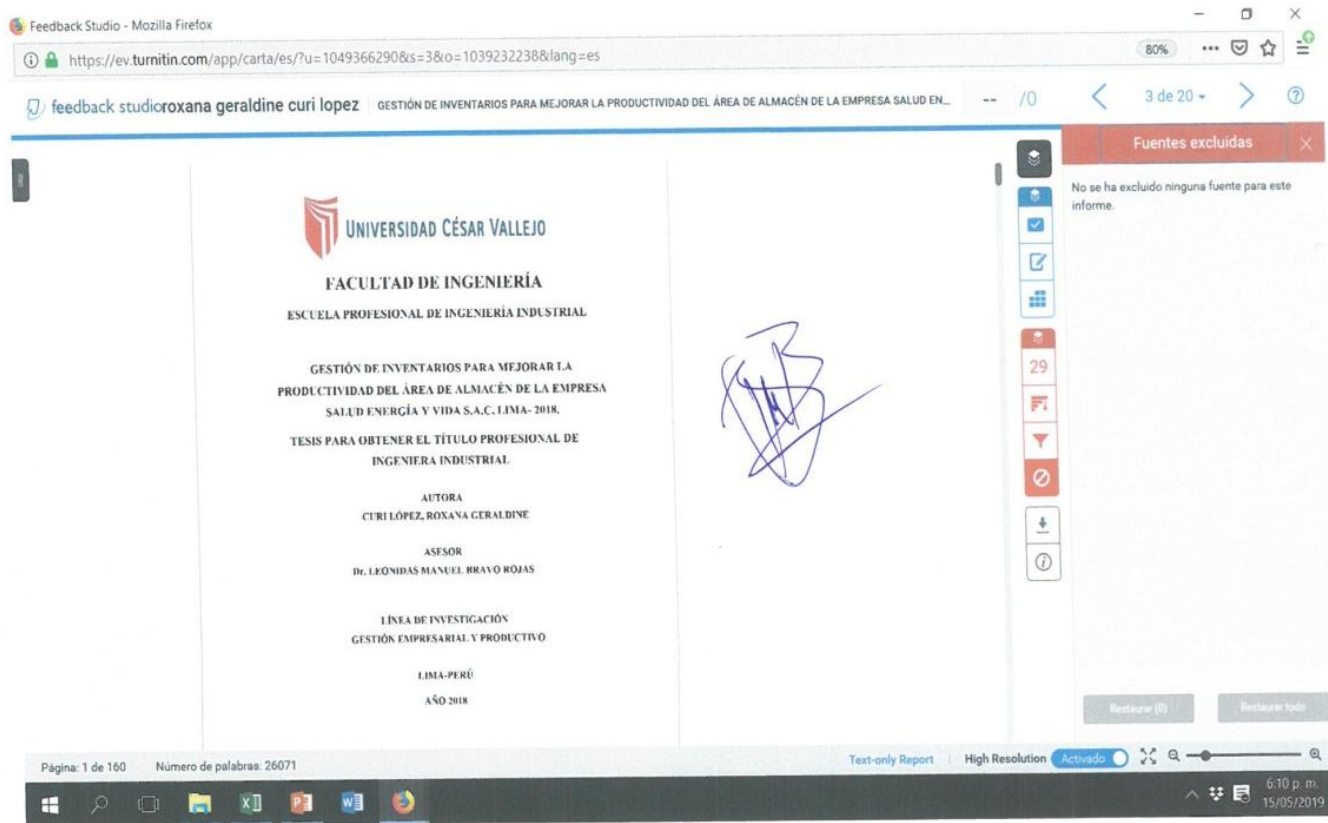 Feedback Studio - Mozilla Firefox
https://ev.turnitin.com/app/carta/es/?u=1049366290&s=3&o=1039232238&lang=es
80%
feedback studio roxana geraldine curi lopez GESTIÓN DE INVENTARIOS PARA MEJORAR LA PRODUCTIVIDAD DEL ÁREA DE ALMACÉN DE LA EMPRESA SALUD EN... -- /0 3 de 20
Fuentes excluidas
No se ha excluido ninguna fuente para este
informe.
UNIVERSIDAD CÉSAR VALLEJO
FACULTAD DE INGENIERÍA
ESCUELA PROFESIONAL DE INGENIERÍA INDUSTRIAL
GESTIÓN DE INVENTARIOS PARA MEJORAR LA
PRODUCTIVIDAD DEL ÁREA DE ALMACÉN DE LA EMPRESA
SALUD ENERGÍA Y VIDA S.A.C. LIMA- 2018.
TESIS PARA OBTENER EL TÍTULO PROFESIONAL DE
INGENIERA INDUSTRIAL
AUTORA
CURI LÓPEZ, ROXANA GERALDINE
ASESOR
Dr. LEONIDAS MANUEL BRAVO ROJAS
LÍNEA DE INVESTIGACIÓN
GESTIÓN EMPRESARIAL Y PRODUCTIVO
LIMA-PERÚ
AÑO 2018
29
Restaurar (0) Restaurar todo
Página: 1 de 160 Número de palabras: 26071 Text-only Report High Resolution Activado
6:10 p. m.
15/05/2019